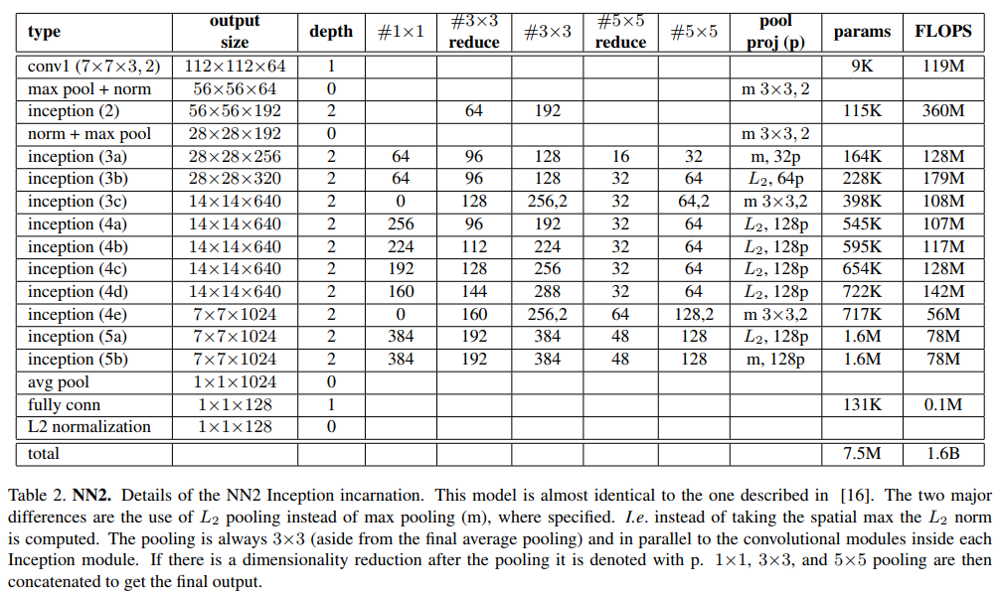 type output size depth #1×1 #3×3 reduce #3×3 #5×5 reduce #5×5 pool proj (p) params FLOPS
conv1 (7×7×3, 2) 112×112×64 1 9K 119M
max pool + norm 56×56×64 0 m 3×3, 2
inception (2) 56×56×192 2 64 192 115K 360M
norm + max pool 28×28×192 0 m 3×3, 2
inception (3a) 28×28×256 2 64 96 128 16 32 m, 32p 164K 128M
inception (3b) 28×28×320 2 64 96 128 32 64 L2, 64p 228K 179M
inception (3c) 14×14×640 2 0 128 256,2 32 64,2 m 3×3,2 398K 108M
inception (4a) 14×14×640 2 256 96 192 32 64 L2, 128p 545K 107M
inception (4b) 14×14×640 2 224 112 224 32 64 L2, 128p 595K 117M
inception (4c) 14×14×640 2 192 128 256 32 64 L2, 128p 654K 128M
inception (4d) 14×14×640 2 160 144 288 32 64 L2, 128p 722K 142M
inception (4e) 7×7×1024 2 0 160 256,2 64 128,2 m 3×3,2 717K 56M
inception (5a) 7×7×1024 2 384 192 384 48 128 L2, 128p 1.6M 78M
inception (5b) 7×7×1024 2 384 192 384 48 128 m, 128p 1.6M 78M
avg pool 1×1×1024 0
fully conn 1×1×128 1 131K 0.1M
L2 normalization 1×1×128 0
total 7.5M 1.6B
Table 2. NN2. Details of the NN2 Inception incarnation. This model is almost identical to the one described in [16]. The two major
differences are the use of L2 pooling instead of max pooling (m), where specified. I.e. instead of taking the spatial max the L2 norm
is computed. The pooling is always 3×3 (aside from the final average pooling) and in parallel to the convolutional modules inside each
Inception module. If there is a dimensionality reduction after the pooling it is denoted with p. 1×1, 3×3, and 5×5 pooling are then
concatenated to get the final output.